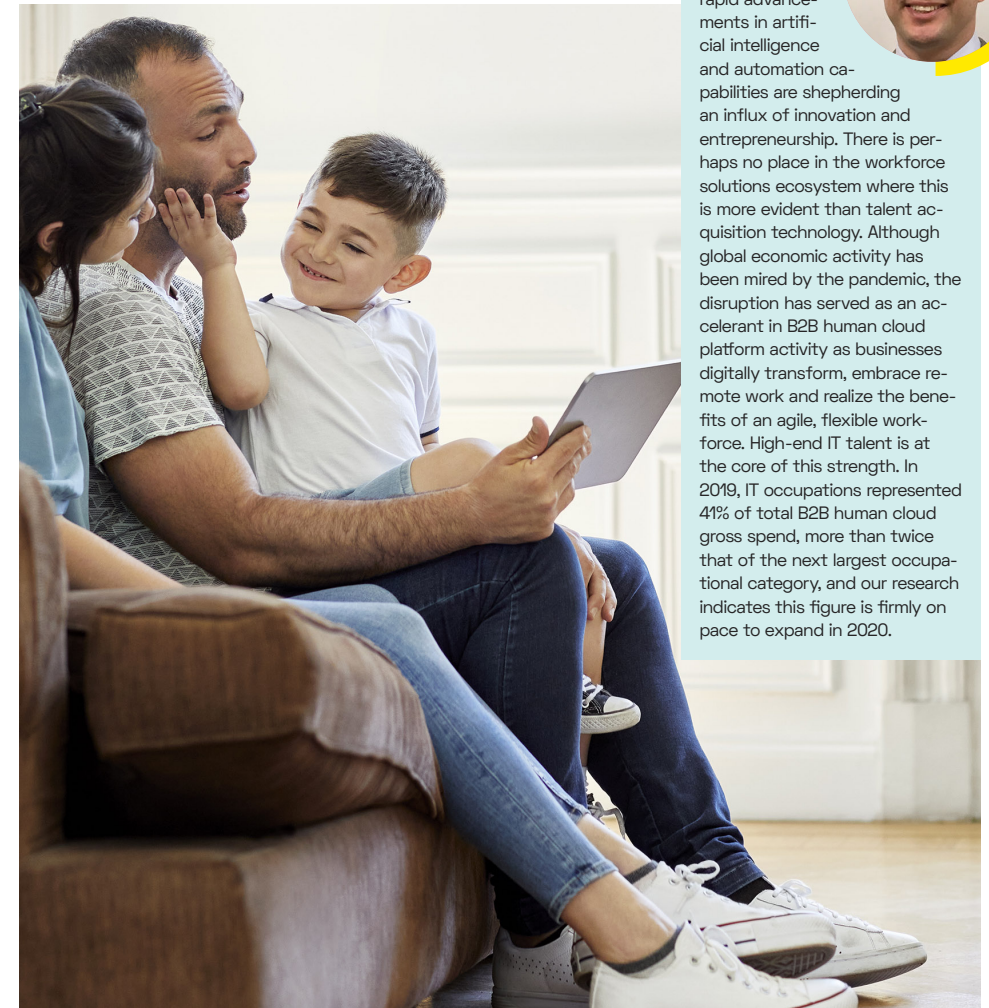 rapid advance-
ments in artifi-
cial intelligence
and automation ca-
pabilities are shepherding
an influx of innovation and
entrepreneurship. There is per-
haps no place in the workforce
solutions ecosystem where this
is more evident than talent ac-
quisition technology. Although
global economic activity has
been mired by the pandemic, the
disruption has served as an ac-
celerant in B2B human cloud
platform activity as businesses
digitally transform, embrace re-
mote work and realize the bene-
fits of an agile, flexible work-
force. High-end IT talent is at
the core of this strength. In
2019, IT occupations represented
41% of total B2B human cloud
gross spend, more than twice
that of the next largest occupa-
tional category, and our research
indicates this figure is firmly on
pace to expand in 2020.